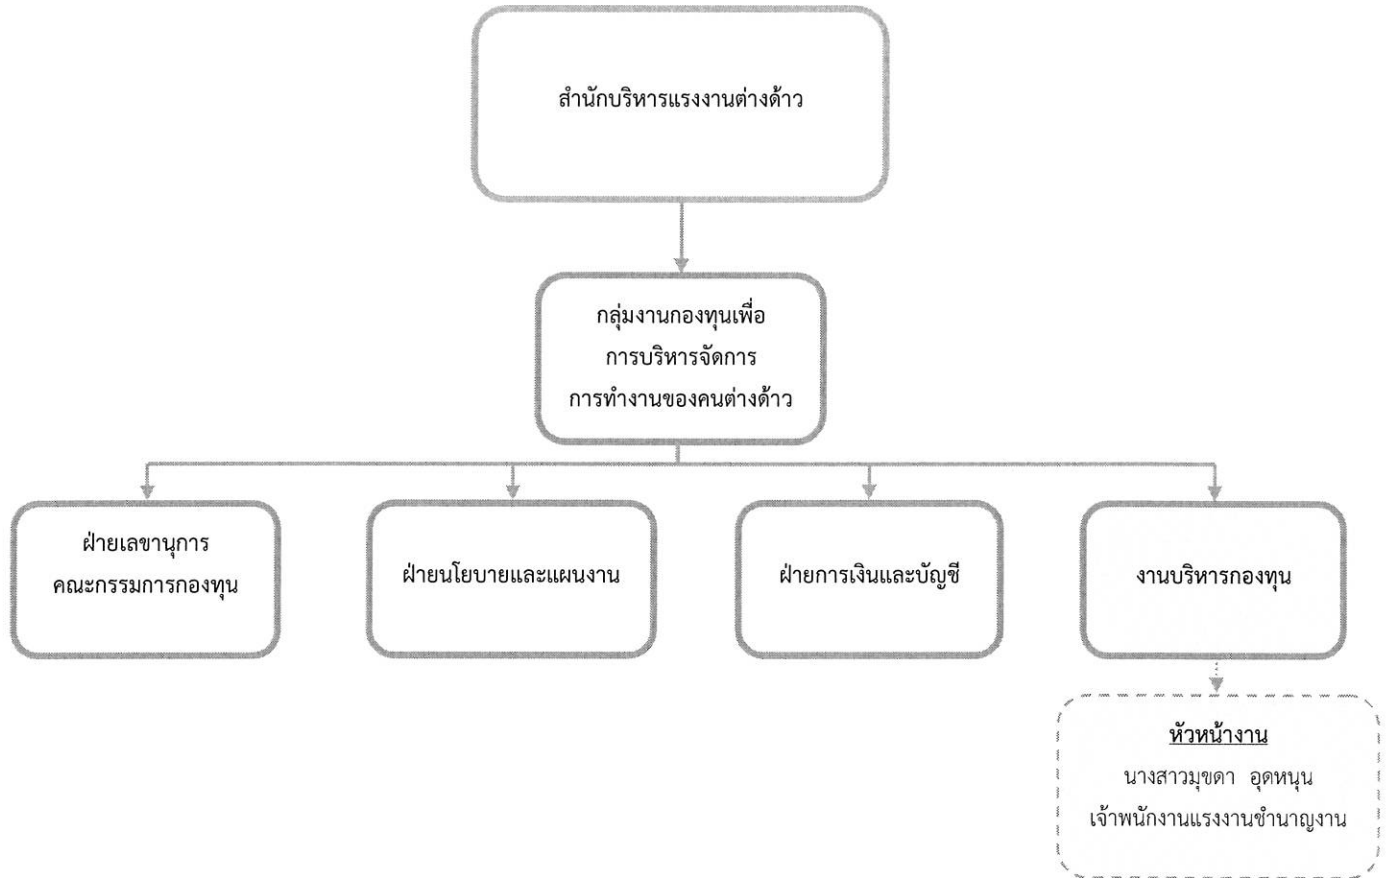 สำนักบริหารแรงงานต่างด้าว
กลุ่มงานกองทุนเพื่อ
การบริหารจัดการ
การทำงานของคนต่างด้าว
ฝ่ายเลขานุการ
คณะกรรมการกองทุน
ฝ่ายนโยบายและแผนงาน
ฝ่ายการเงินและบัญชี
งานบริหารกองทุน
หัวหน้างาน
นางสาวมุขดา อุดหนุน
เจ้าพนักงานแรงงานชำนาญงาน